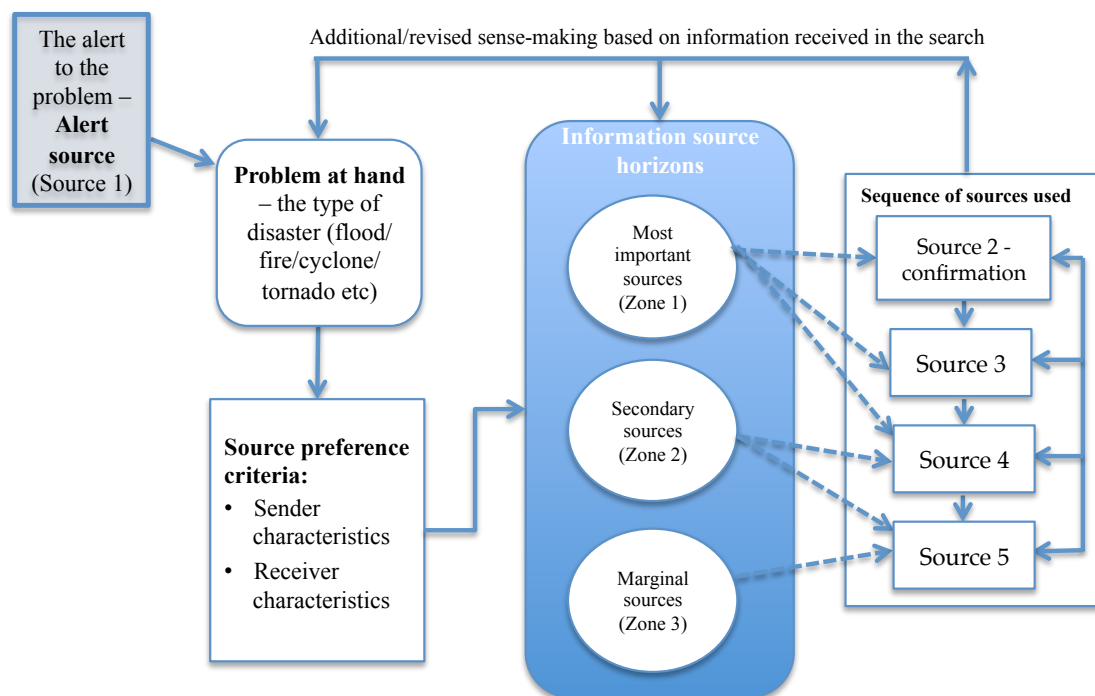 The alert
to the
problem –
Alert
source
(Source 1)
Additional/revised sense-making based on information received in the search
Problem at hand
– the type of
disaster (flood/
fire/cyclone/
tornado etc)
Source preference
criteria:
• Sender
characteristics
• Receiver
characteristics
Information source
horizons
Most
important
sources
(Zone 1)
Secondary
sources
(Zone 2)
Marginal
sources
(Zone 3)
Sequence of sources used
Source 2 -
confirmation
Source 3
Source 4
Source 5